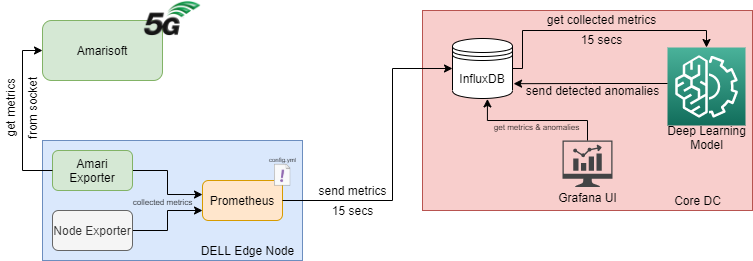 5G
Amarisoft
get metrics
from socket
Amari
Exporter
Node Exporter
collected metrics
config.yml
!
Prometheus
DELL Edge Node
send metrics
15 secs
InfluxDB
get collected metrics
15 secs
send detected anomalies
Deep Learning
Model
get metrics & anomalies
Grafana UI
Core DC